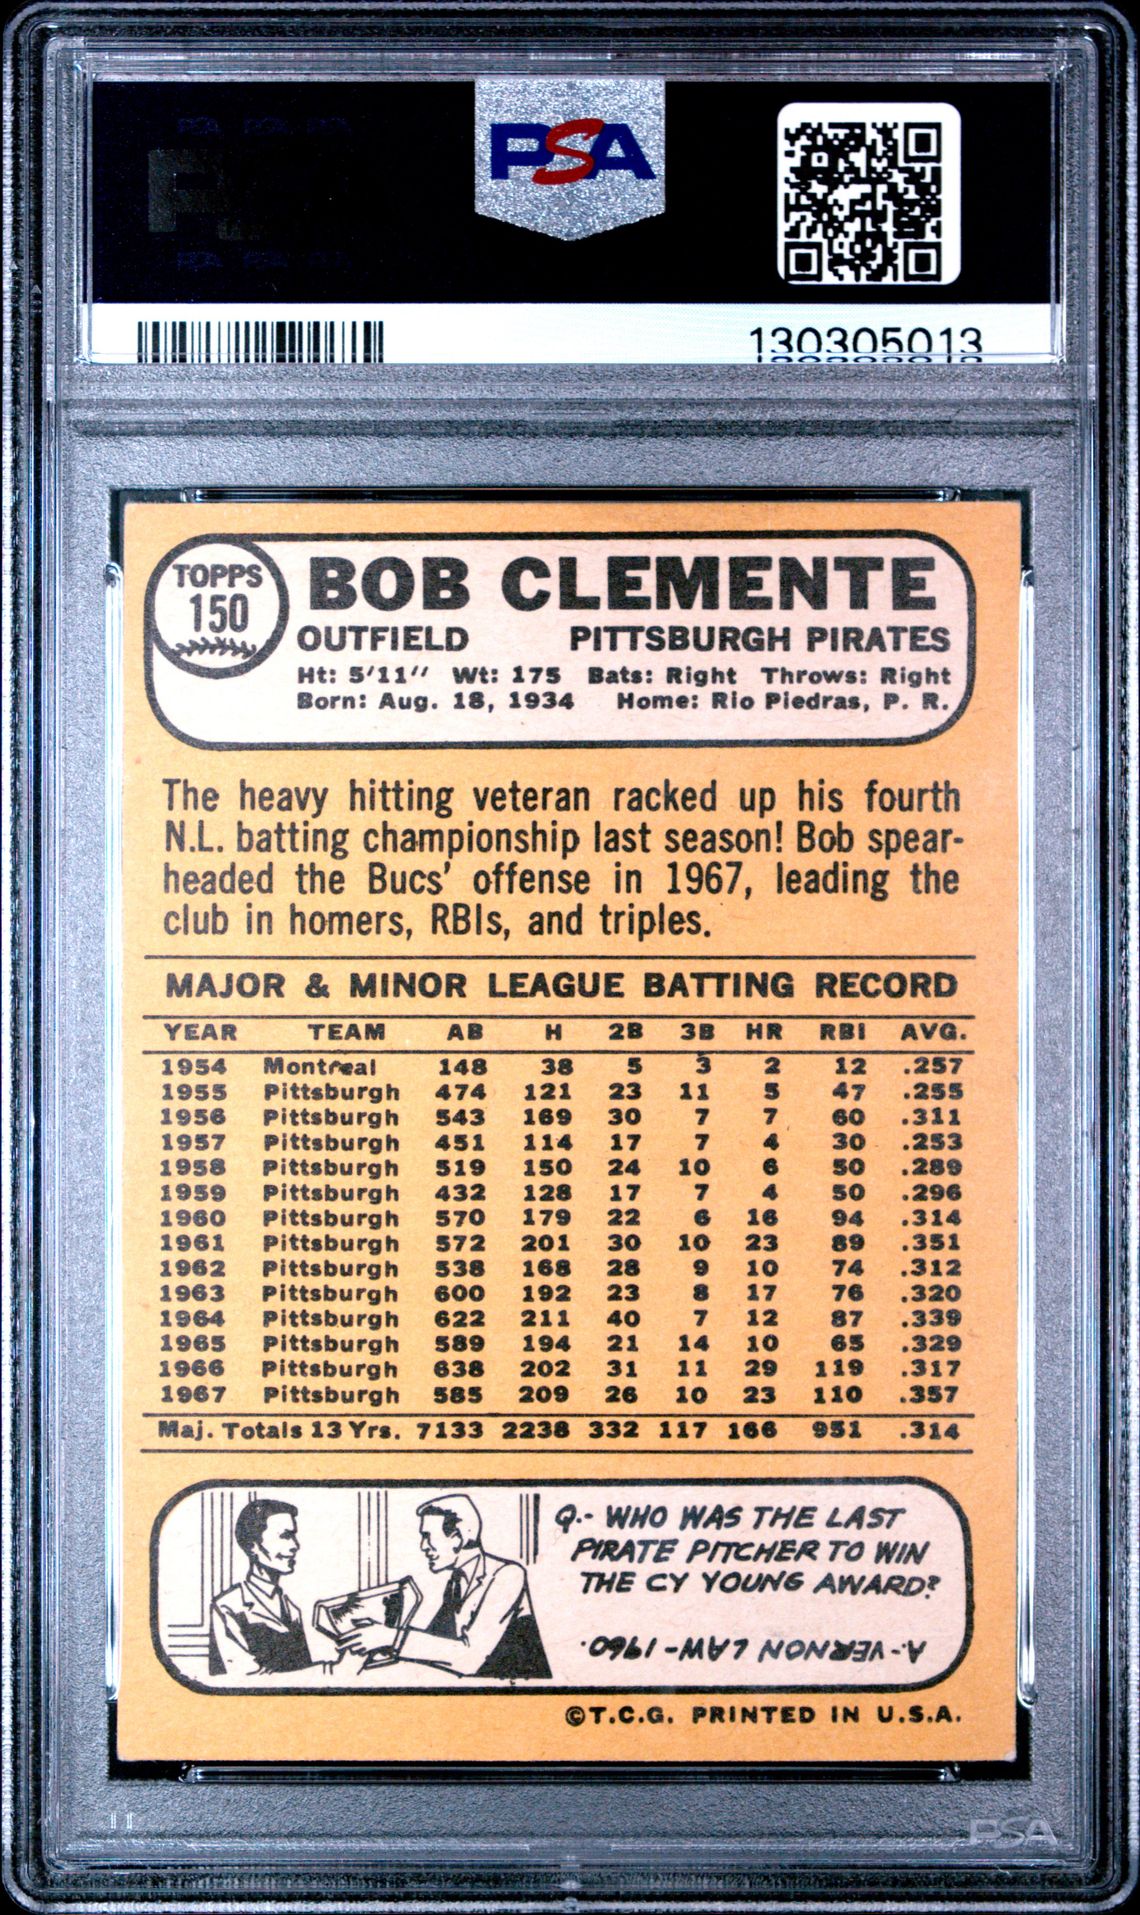 PSA
130305013
TOPPS
150
BOB CLEMENTE
OUTFIELD PITTSBURGH PIRATES
Ht: 5'11" Wt: 175 Bats: Right Throws: Right
Born: Aug. 18, 1934 Home: Rio Piedras, P. R.
The heavy hitting veteran racked up his fourth
N.L. batting championship last season! Bob spear-
headed the Bucs' offense in 1967, leading the
club in homers, RBIs, and triples.
MAJOR & MINOR LEAGUE BATTING RECORD
YEAR TEAM AB H 2B 3B HR RBI AVG.
1954 Montreal 148 38 5 3 2 12 .257
1955 Pittsburgh 474 121 23 11 5 47 .255
1956 Pittsburgh 543 169 30 7 7 60 .311
1957 Pittsburgh 451 114 17 7 4 30 .253
1958 Pittsburgh 519 150 24 10 6 50 .289
1959 Pittsburgh 432 128 17 7 4 50 .296
1960 Pittsburgh 570 179 22 6 16 94 .314
1961 Pittsburgh 572 201 30 10 23 89 .351
1962 Pittsburgh 538 168 28 9 10 74 .312
1963 Pittsburgh 600 192 23 8 17 76 .320
1964 Pittsburgh 622 211 40 7 12 87 .339
1965 Pittsburgh 589 194 21 14 10 65 .329
1966 Pittsburgh 638 202 31 11 29 119 .317
1967 Pittsburgh 585 209 26 10 23 110 .357
Maj. Totals 13 Yrs. 7133 2238 332 117 166 951 .314
Q.- WHO WAS THE LAST
PIRATE PITCHER TO WIN
THE CY YOUNG AWARD?
A.-VERNON LAW-1960.
©T.C.G. PRINTED IN U.S.A.
PSA